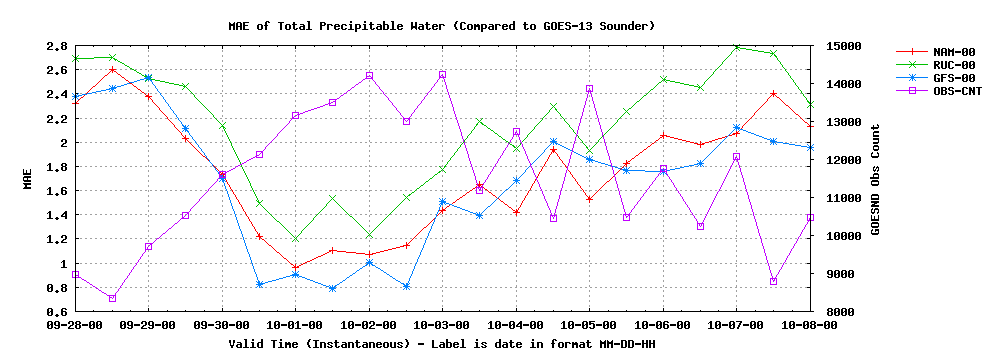 MAE of Total Precipitable Water (Compared to GOES-13 Sounder)
2.8
2.6
2.4
2.2
2
1.8
1.6
1.4
1.2
1
0.8
0.6
MAE
15000
14000
13000
12000
11000
10000
9000
8000
GOESND Obs Count
NAM-00
RUC-00
GFS-00
OBS-CNT
09-28-00 09-29-00 09-30-00 10-01-00 10-02-00 10-03-00 10-04-00 10-05-00 10-06-00 10-07-00 10-08-00
Valid Time (Instantaneous) - Label is date in format MM-DD-HH